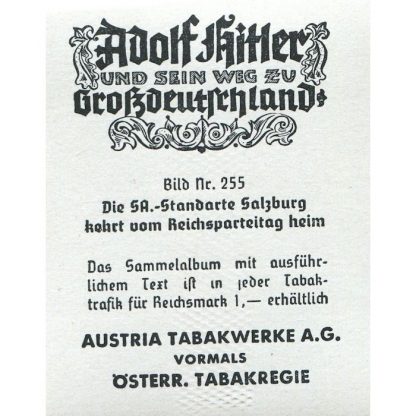 Adolf Hitler
UND SEIN WEG ZU
Großdeutschland
Bild Nr. 255
Die SA.-Standarte Salzburg
kehrt vom Reichsparteitag heim
Das Sammelalbum mit ausführ-
lichem Text ist in jeder Tabak-
trafik für Reichsmark 1,— erhältlich
AUSTRIA TABAKWERKE A.G.
VORMALS
ÖSTERR. TABAKREGIE